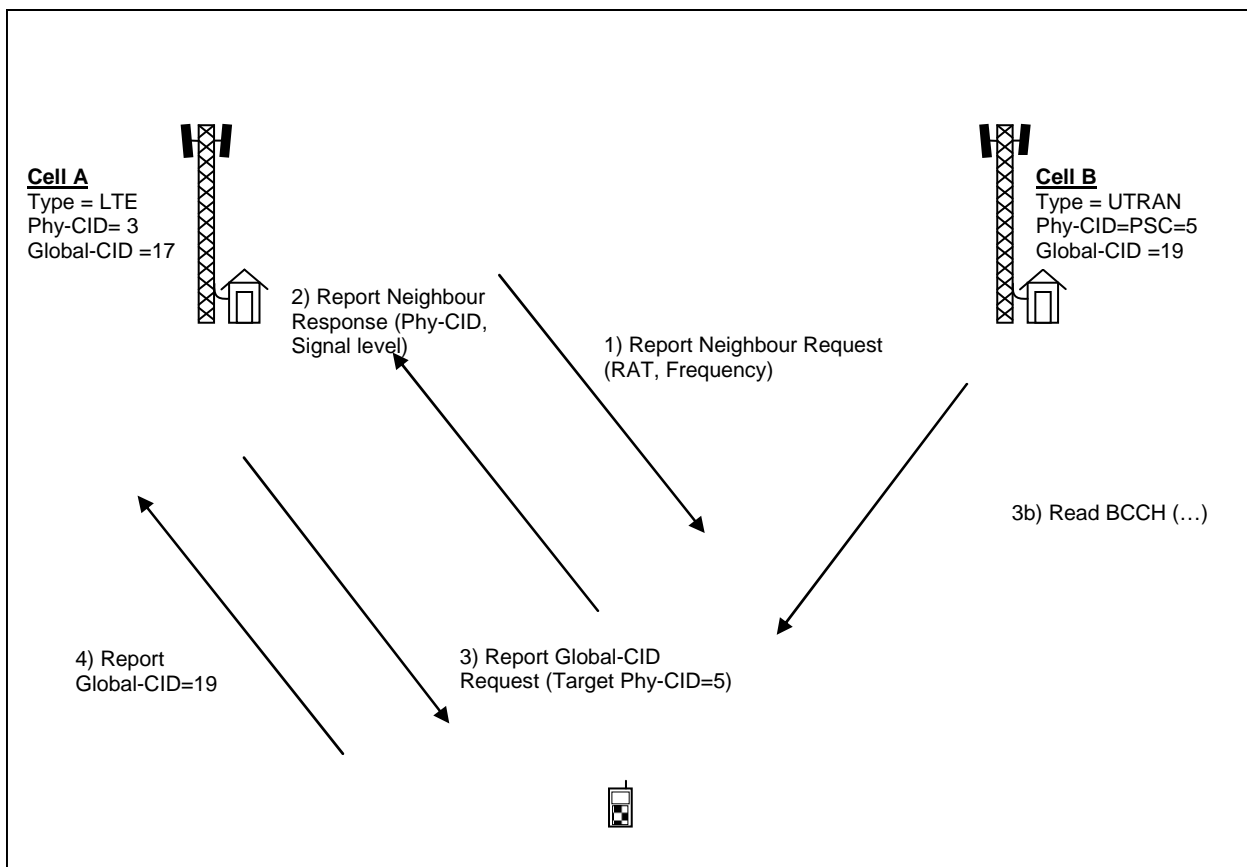 Cell A
Type = LTE
Phy-CID= 3
Global-CID =17
Cell B
Type = UTRAN
Phy-CID=PSC=5
Global-CID =19
2) Report Neighbour
Response (Phy-CID,
Signal level)
1) Report Neighbour Request
(RAT, Frequency)
3b) Read BCCH (…)
4) Report
Global-CID=19
3) Report Global-CID
Request (Target Phy-CID=5)